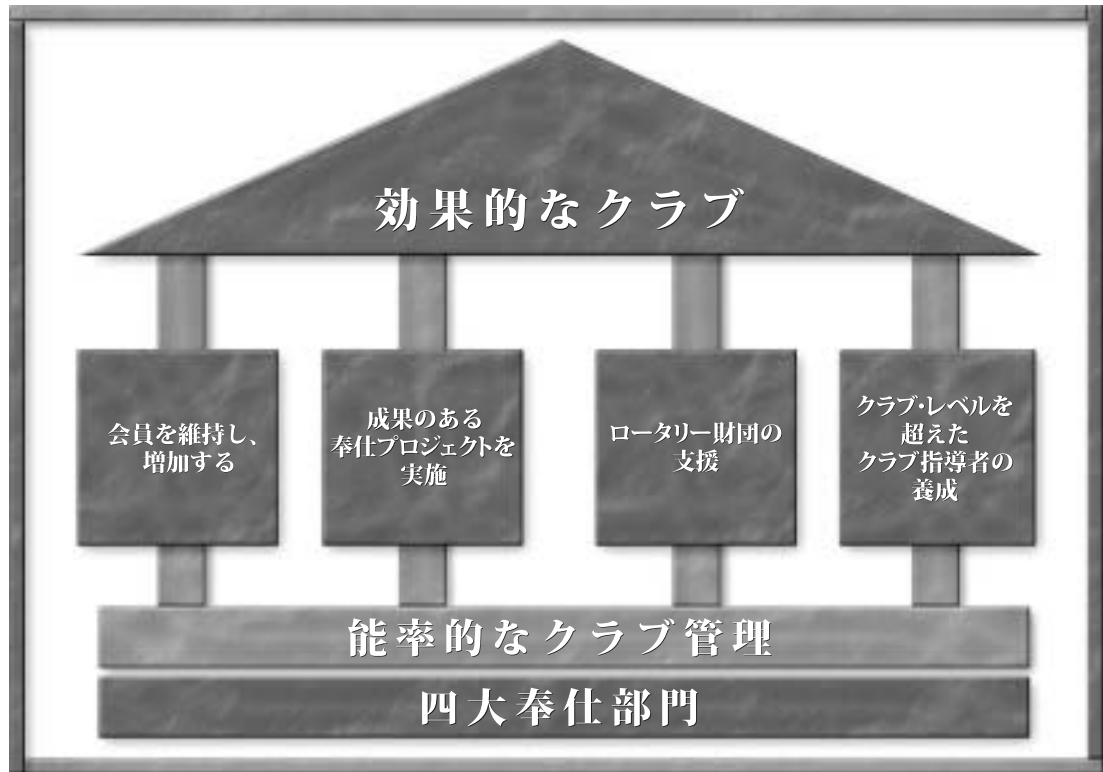 効果的なクラブ
会員を維持し、
増加する
成果のある
奉仕プロジェクトを
実施
ロータリー財団の
支援
クラブ・レベルを
超えた
クラブ指導者の
養成
能率的なクラブ管理
四大奉仕部門